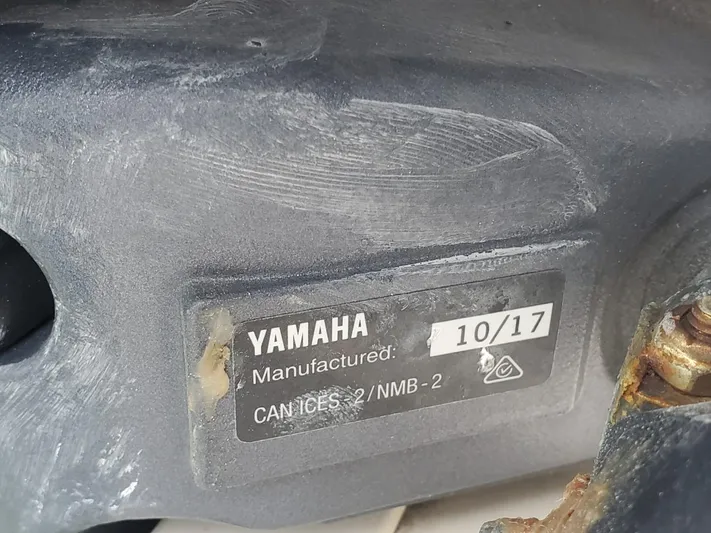 YAMAHA
Manufactured: 10/17
CAN ICES-2/NMB-2